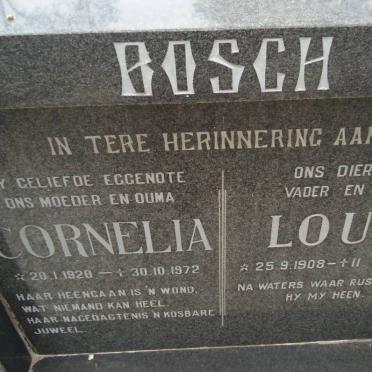 BOSCH
IN TERE HERINNERING AAN
MY GELIEFDE EGGENOTE
ONS MOEDER EN OUMA
CORNELIA
☆ 20.1.1920 – ✝ 30.10.1972
HAAR HEENGAAN IS 'N WOND,
WAT NIEMAND KAN HEEL.
HAAR NAGEDAGTENIS 'N KOSBARE
JUWEEL.
ONS DIER
VADER EN
LOU
☆ 25.9.1908 – ✝ 11
NA WATERS WAAR RUS
HY MY HEEN.